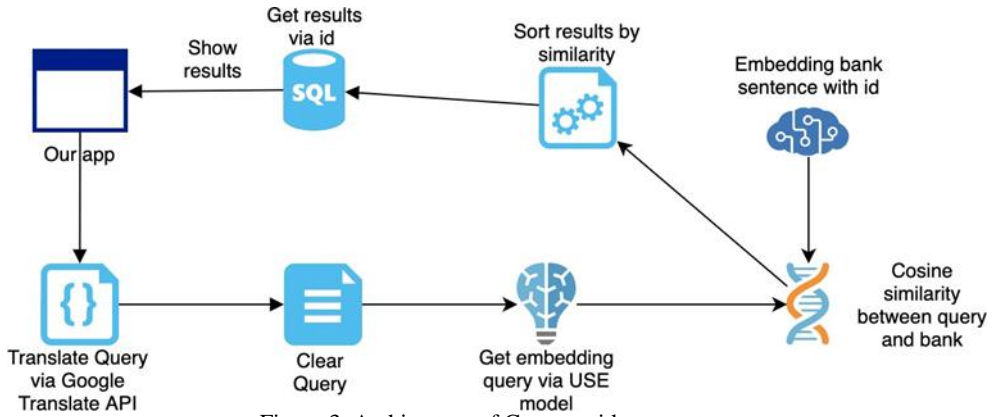 Get results
via id
Show
results
SQL
Sort results by
similarity
Embedding bank
sentence with id
Our app
Translate Query
via Google
Translate API
Clear
Query
Get embedding
query via USE
model
Cosine
similarity
between query
and bank